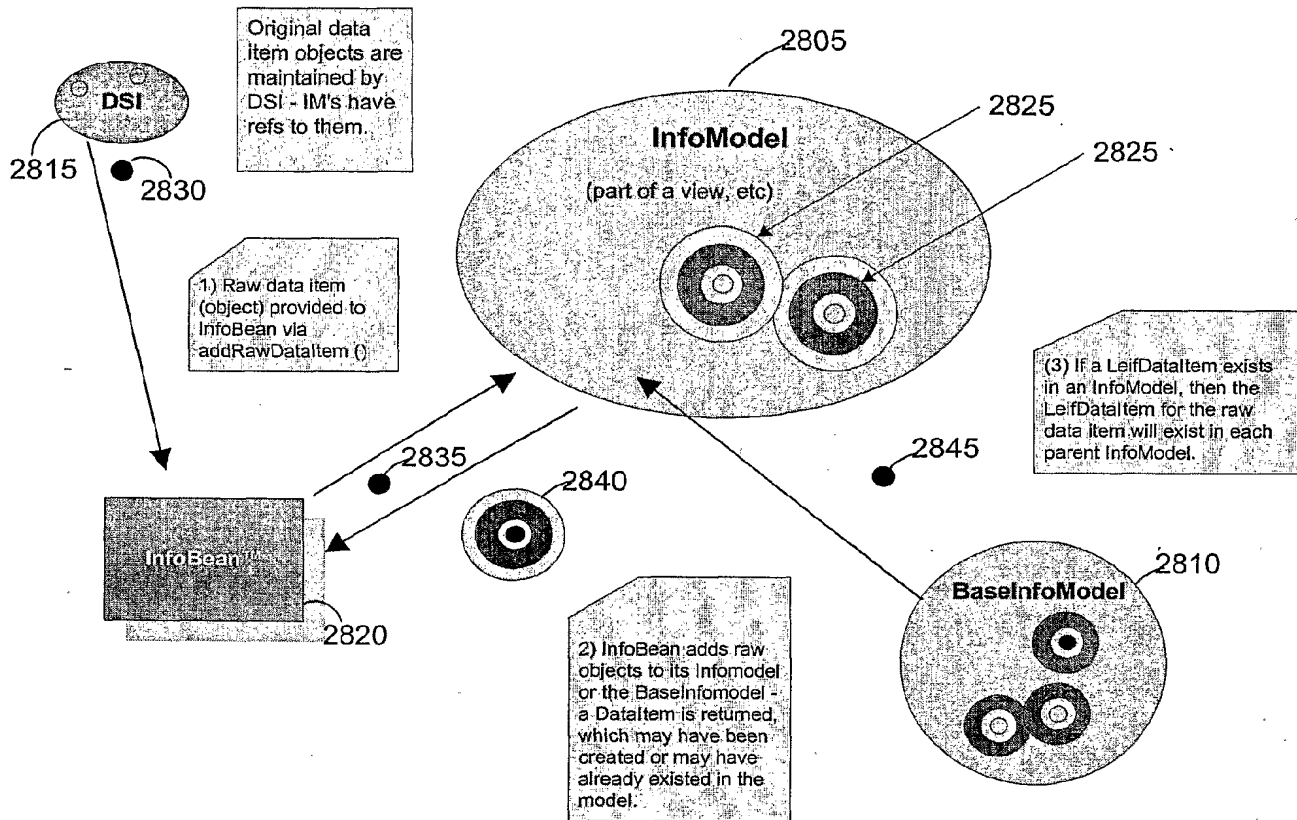 Original data
item objects are
maintained by
DSI - IM's have
refs to them.
2805
DSI
2825
InfoModel
2825
2815
2830
(part of a view, etc)
1) Raw data item
(object) provided to
InfoBean via
addRawDataItem ()
(3) If a LeifDataItem exists
in an InfoModel, then the
LeifDataItem for the raw
data item will exist in each
parent InfoModel.
2835
2845
2840
InfoBean™
2810
BaseInfoModel
2820
2) InfoBean adds raw
objects to its Infomodel
or the BaseInfomodel -
a DataItem is returned,
which may have been
created or may have
already existed in the
model.